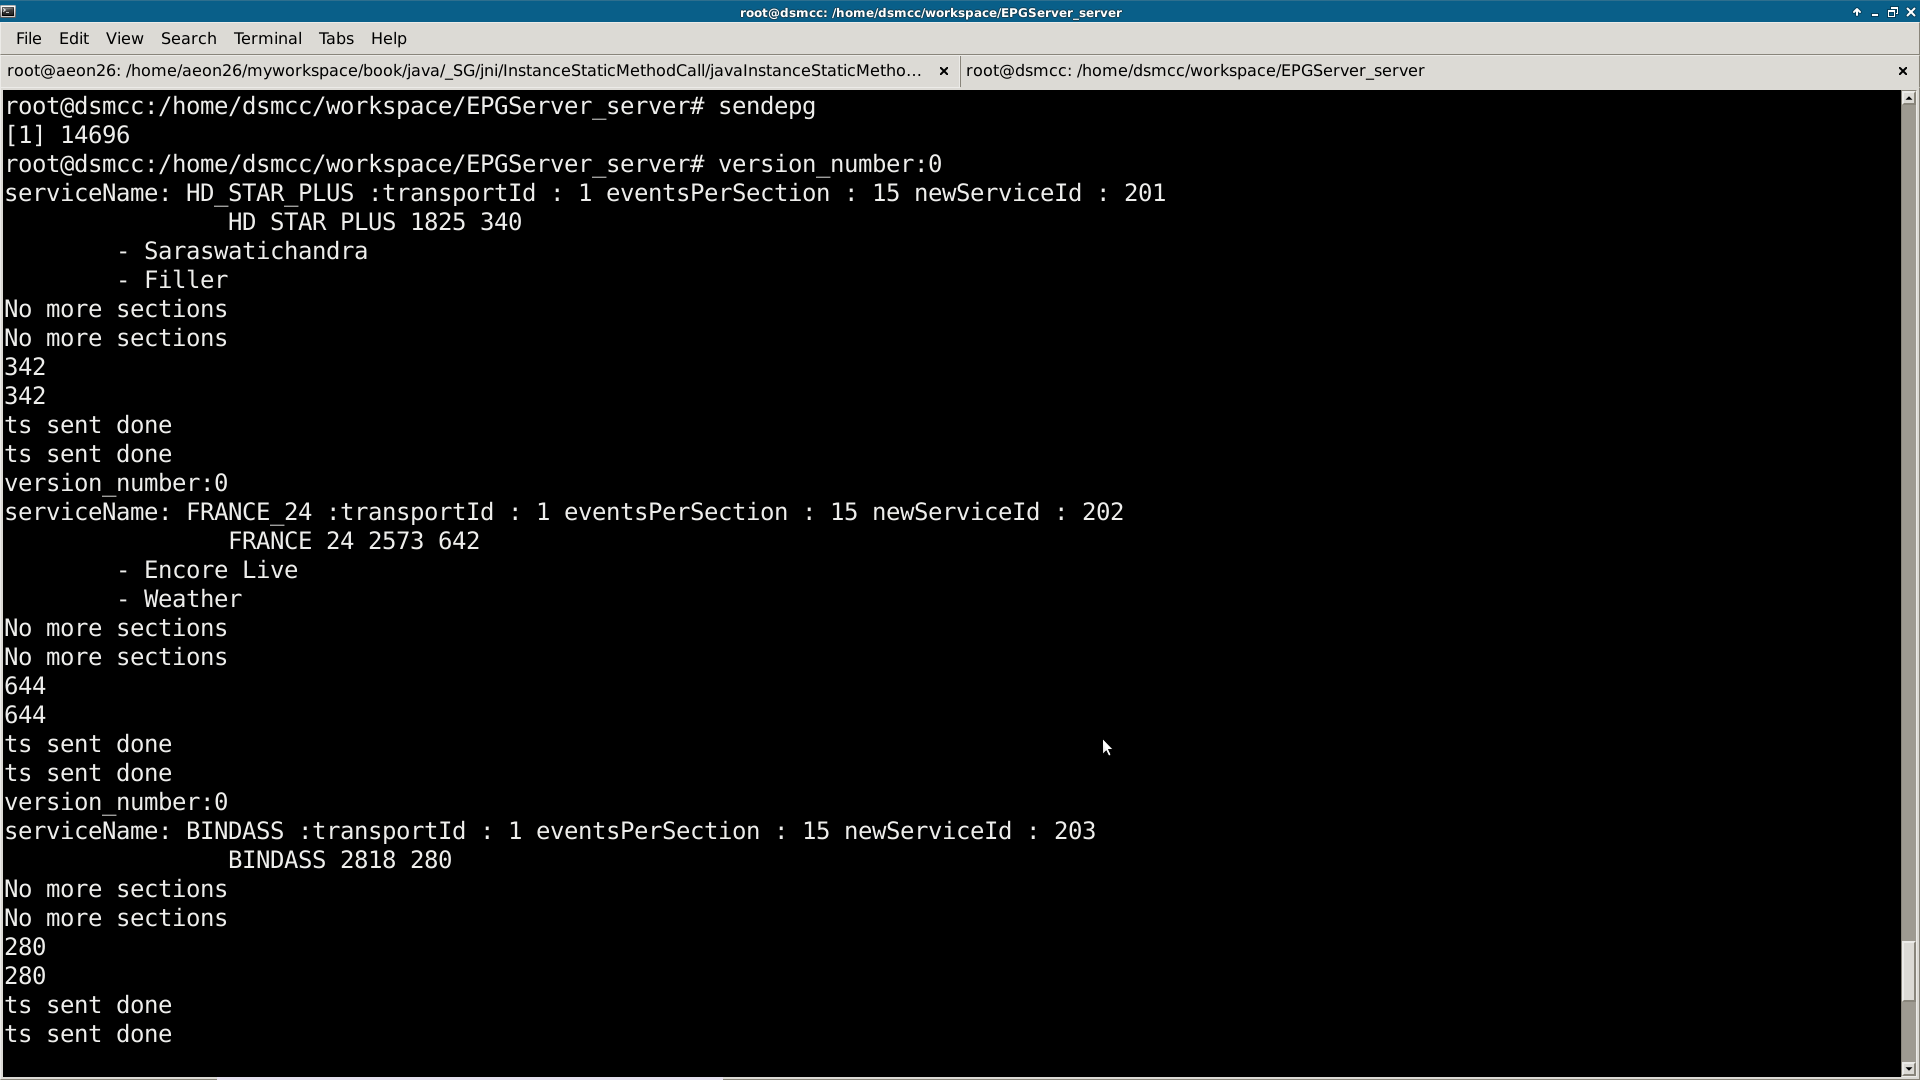 root@dsmcc: /home/dsmcc/workspace/EPGServer_server
File Edit View Search Terminal Tabs Help
root@aeon26: /home/aeon26/myworkspace/book/java/_SG/jni/InstanceStaticMethodCall/javaInstanceStaticMetho... root@dsmcc: /home/dsmcc/workspace/EPGServer_server
root@dsmcc:/home/dsmcc/workspace/EPGServer_server# sendepg
[1] 14696
root@dsmcc:/home/dsmcc/workspace/EPGServer_server# version_number:0
serviceName: HD_STAR_PLUS :transportId : 1 eventsPerSection : 15 newServiceId : 201
HD STAR PLUS 1825 340
- Saraswatichandra
- Filler
No more sections
No more sections
342
342
ts sent done
ts sent done
version_number:0
serviceName: FRANCE_24 :transportId : 1 eventsPerSection : 15 newServiceId : 202
FRANCE 24 2573 642
- Encore Live
- Weather
No more sections
No more sections
644
644
ts sent done
ts sent done
version_number:0
serviceName: BINDASS :transportId : 1 eventsPerSection : 15 newServiceId : 203
BINDASS 2818 280
No more sections
No more sections
280
280
ts sent done
ts sent done